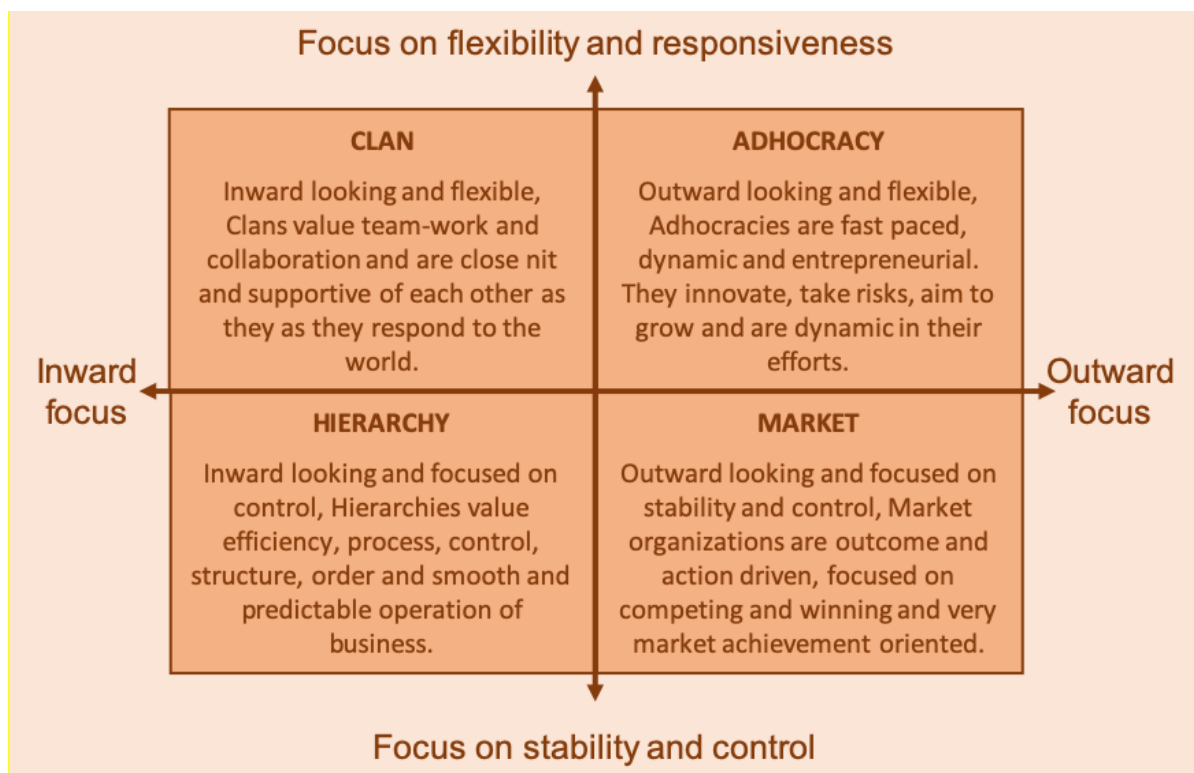 Focus on flexibility and responsiveness
CLAN
Inward looking and flexible,
Clans value team-work and
collaboration and are close nit
and supportive of each other as
they as they respond to the
world.
ADHOCRACY
Outward looking and flexible,
Adhocracies are fast paced,
dynamic and entrepreneurial.
They innovate, take risks, aim to
grow and are dynamic in their
efforts.
Inward
focus
Outward
focus
HIERARCHY
Inward looking and focused on
control, Hierarchies value
efficiency, process, control,
structure, order and smooth and
predictable operation of
business.
MARKET
Outward looking and focused on
stability and control, Market
organizations are outcome and
action driven, focused on
competing and winning and very
market achievement oriented.
Focus on stability and control